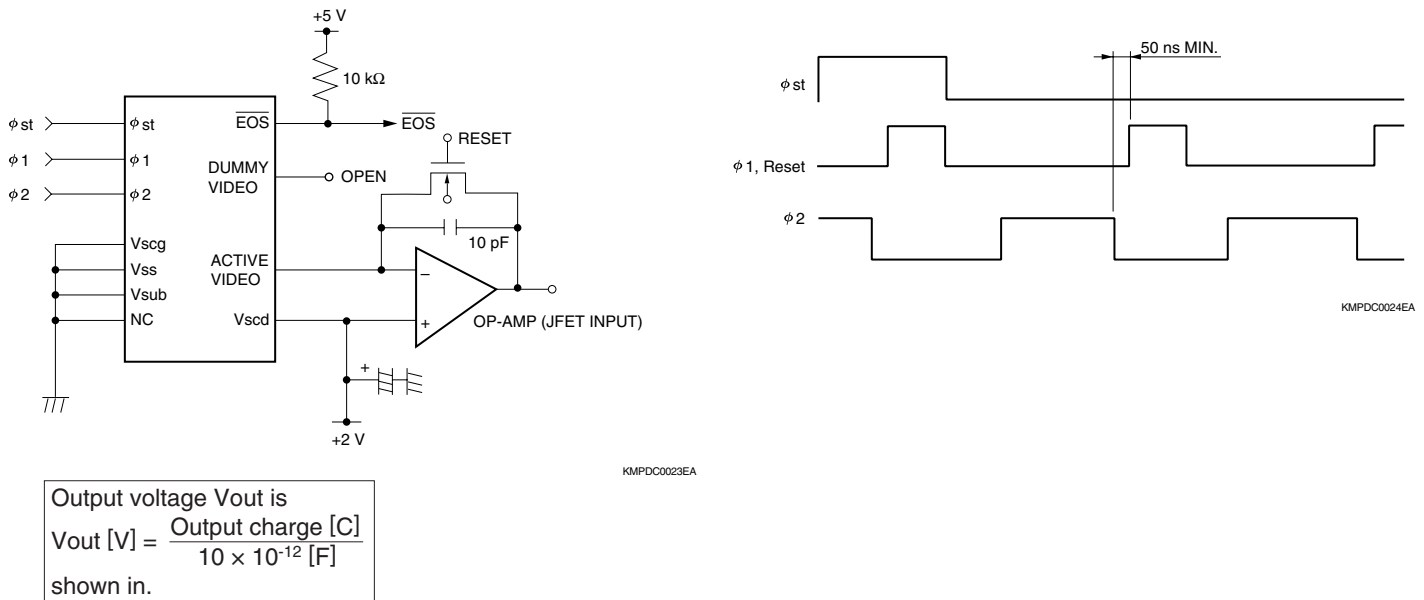 +5 V
10 kΩ
φst
φst
EOS
EOS
RESET
φ1
φ1
φ2
φ2
DUMMY
VIDEO
OPEN
10 pF
Vscg
Vss
Vsub
NC
ACTIVE
VIDEO
Vscd
−
+
OP-AMP (JFET INPUT)
+
+2 V
KMPDC0023EA
Output voltage Vout is
Vout [V] = Output charge [C]
10 × 10-12 [F]
shown in.
50 ns MIN.
φst
φ1, Reset
φ2
KMPDC0024EA